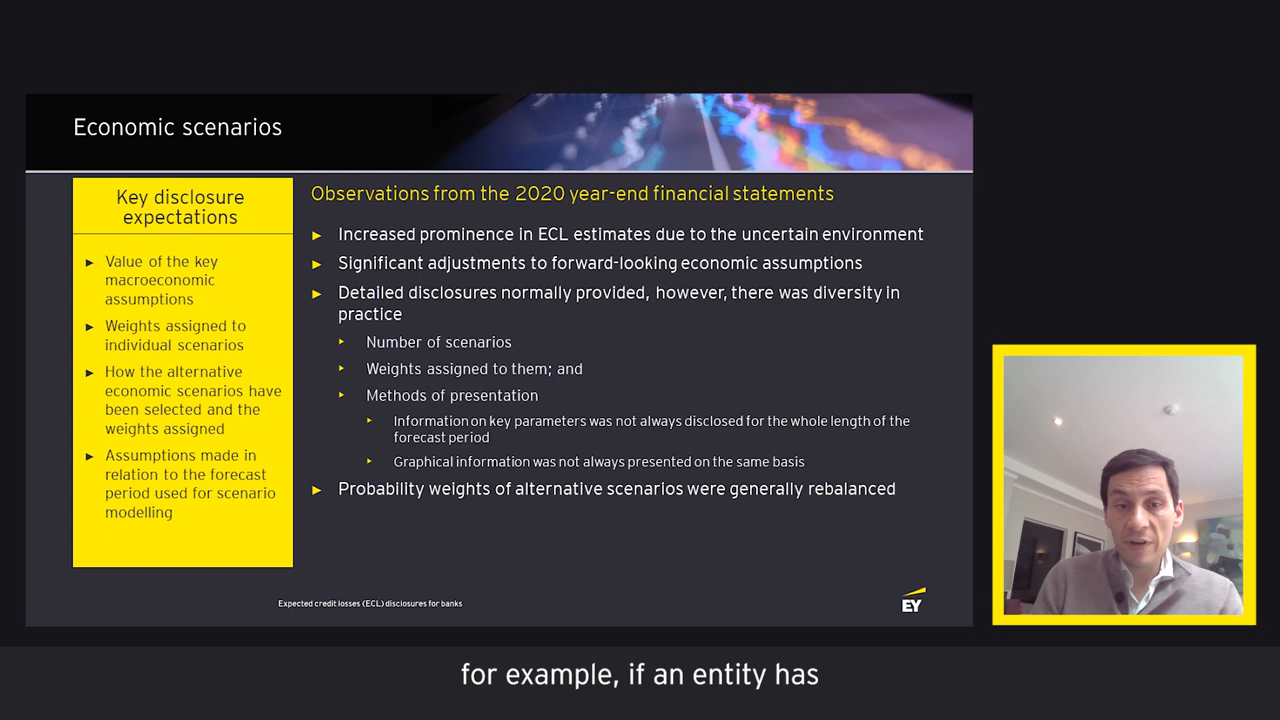 Economic scenarios
Key disclosure
expectations
► Value of the key
macroeconomic
assumptions
► Weights assigned to
individual scenarios
► How the alternative
economic scenarios have
been selected and the
weights assigned
► Assumptions made in
relation to the forecast
period used for scenario
modelling
Observations from the 2020 year-end financial statements
► Increased prominence in ECL estimates due to the uncertain environment
► Significant adjustments to forward-looking economic assumptions
► Detailed disclosures normally provided, however, there was diversity in
practice
‣ Number of scenarios
‣ Weights assigned to them; and
‣ Methods of presentation
‣ Information on key parameters was not always disclosed for the whole length of the
forecast period
‣ Graphical information was not always presented on the same basis
► Probability weights of alternative scenarios were generally rebalanced
Expected credit losses (ECL) disclosures for banks
EY
for example, if an entity has